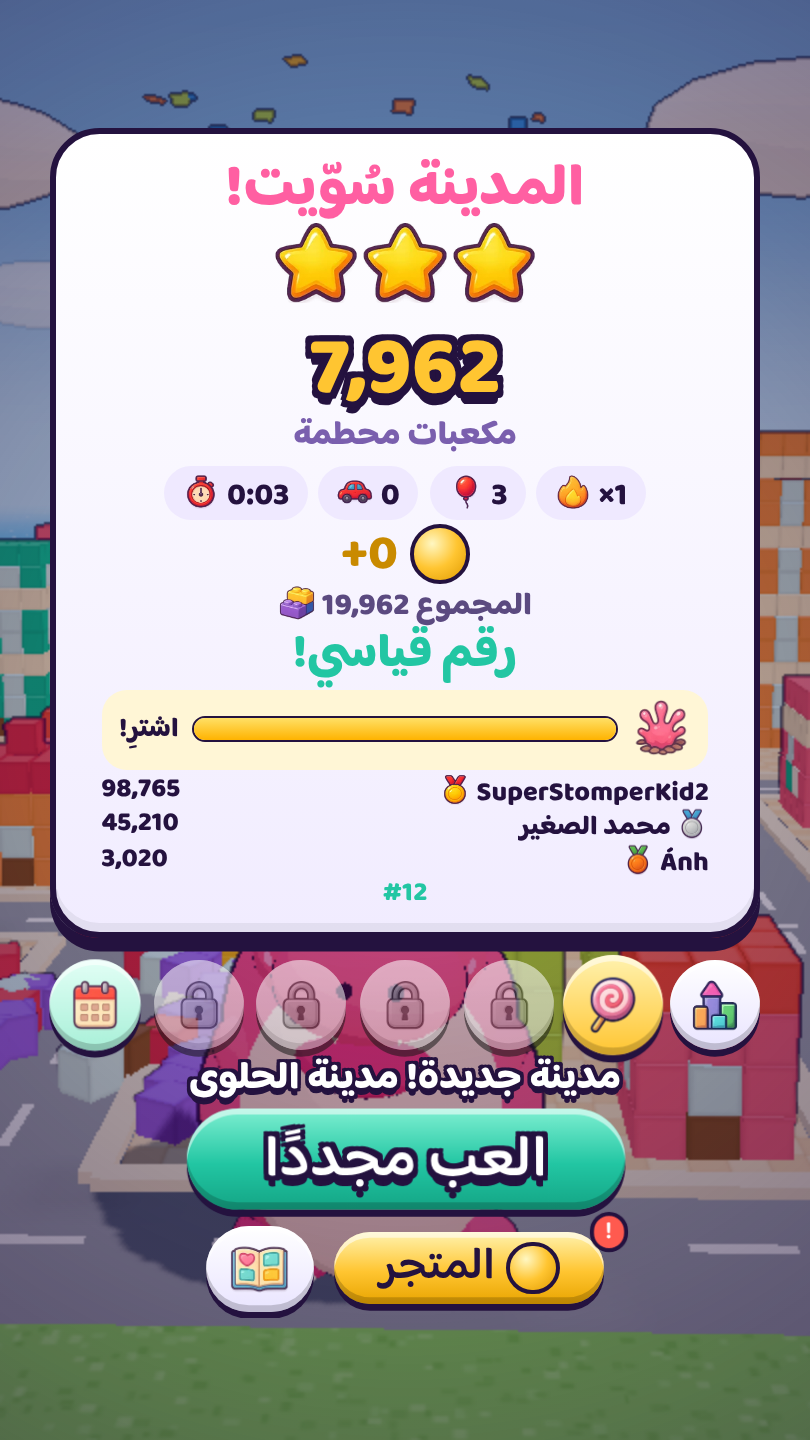 المدينة سُوّيت!
7,962
مكعبات محطمة
×1 3 0 0:03
+0
المجموع 19,962
رقم قياسي!
اشترِ!
SuperStomperKid2 98,765
محمد الصغير 45,210
Ánh 3,020
#12
مدينة جديدة! مدينة الحلوى
العب مجددًا
المتجر !